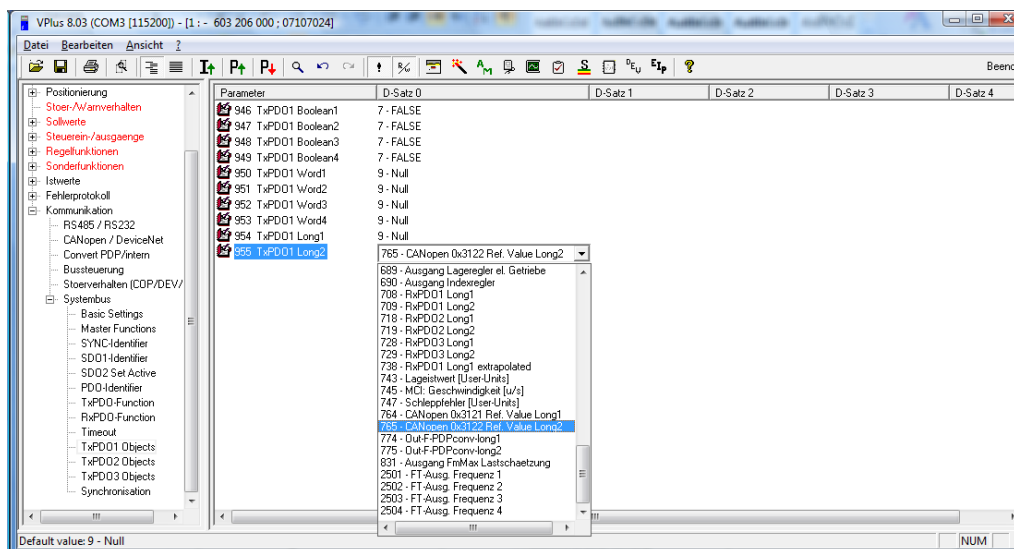 VPlus 8.03 (COM3 [115200]) - [1 : - 603 206 000 ; 07107024]
Datei Bearbeiten Ansicht ?
Beend
Positionierung
Stoer-/Warnverhalten
Sollwerte
Steuerein-/ausgaenge
Regelfunktionen
Sonderfunktionen
Istwerte
Fehlerprotokoll
Kommunikation
RS485 / RS232
CANopen / DeviceNet
Convert PDP/intern
Bussteuerung
Stoerverhalten (COP/DEV/
Systembus
Basic Settings
Master Functions
SYNC-Identifier
SDO1-Identifier
SDO2 Set Active
PDO-Identifier
TxPDO-Function
RxPDO-Function
Timeout
TxPDO1 Objects
TxPDO2 Objects
TxPDO3 Objects
Synchronisation
Parameter D-Satz 0 D-Satz 1 D-Satz 2 D-Satz 3 D-Satz 4
946 TxPDO1 Boolean1 7 - FALSE
947 TxPDO1 Boolean2 7 - FALSE
948 TxPDO1 Boolean3 7 - FALSE
949 TxPDO1 Boolean4 7 - FALSE
950 TxPDO1 Word1 9 - Null
951 TxPDO1 Word2 9 - Null
952 TxPDO1 Word3 9 - Null
953 TxPDO1 Word4 9 - Null
954 TxPDO1 Long1 9 - Null
955 TxPDO1 Long2 765 - CANopen 0x3122 Ref. Value Long2
689 - Ausgang Lageregler el. Getriebe
690 - Ausgang Indexregler
708 - RxPDO1 Long1
709 - RxPDO1 Long2
718 - RxPDO2 Long1
719 - RxPDO2 Long2
728 - RxPDO3 Long1
729 - RxPDO3 Long2
738 - RxPDO1 Long1 extrapolated
743 - Lageistwert [User-Units]
745 - MCI: Geschwindigkeit [u/s]
747 - Schleppfehler [User-Units]
764 - CANopen 0x3121 Ref. Value Long1
765 - CANopen 0x3122 Ref. Value Long2
774 - Out-F-PDPconv-long1
775 - Out-F-PDPconv-long2
831 - Ausgang FmMax Lastschaetzung
2501 - FT-Ausg. Frequenz 1
2502 - FT-Ausg. Frequenz 2
2503 - FT-Ausg. Frequenz 3
2504 - FT-Ausg. Frequenz 4
Default value: 9 - Null NUM